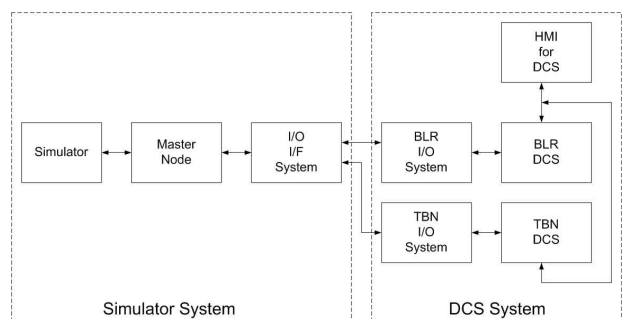 HMI
for
DCS
Simulator
Master
Node
I/O
I/F
System
BLR
I/O
System
BLR
DCS
TBN
I/O
System
TBN
DCS
Simulator System
DCS System